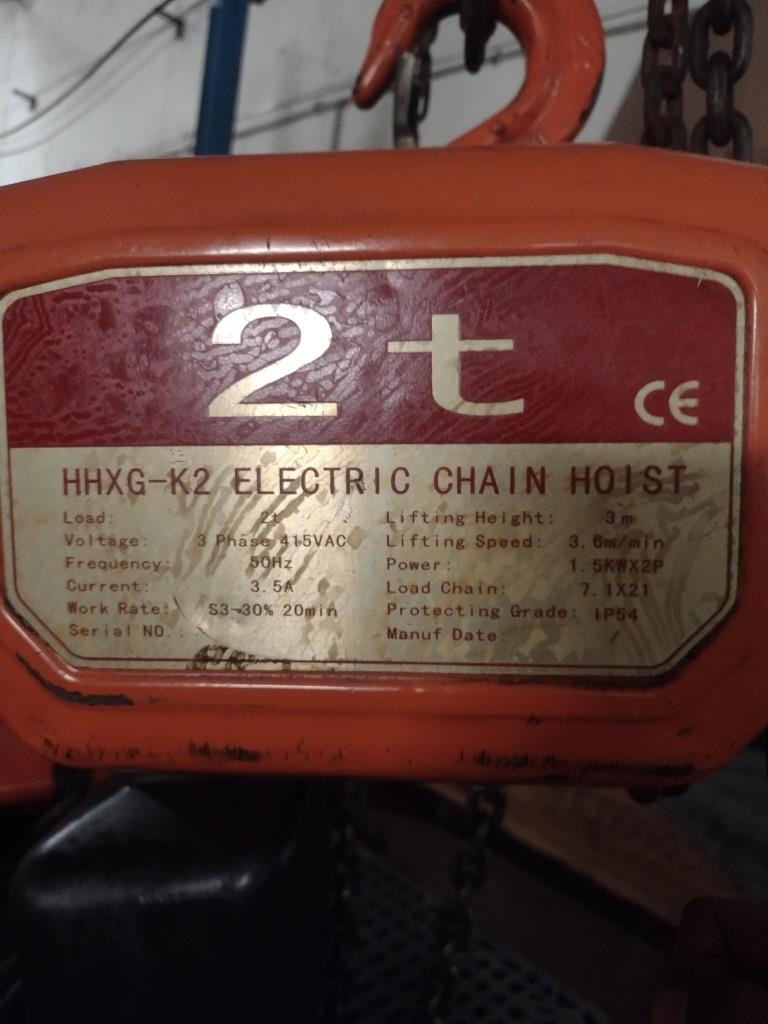 2t
CE
HHXG-K2 ELECTRIC CHAIN HOIST
Load: 2t Lifting Height: 3m
Voltage: 3 Phase 415VAC Lifting Speed: 3.6m/min
Frequency: 50Hz Power: 1.5KWX2P
Current: 3.5A Load Chain: 7.1X21
Work Rate: S3-30% 20min Protecting Grade: IP54
Serial NO.: Manuf Date: